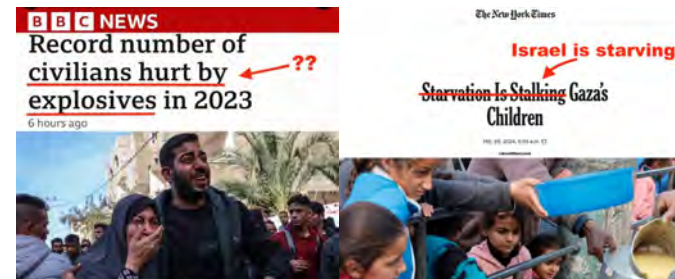 BBC NEWS
Record number of
civilians hurt by
??
explosives in 2023
6 hours ago
The New York Times
Israel is starving
Starvation Is Stalking Gaza's
Children